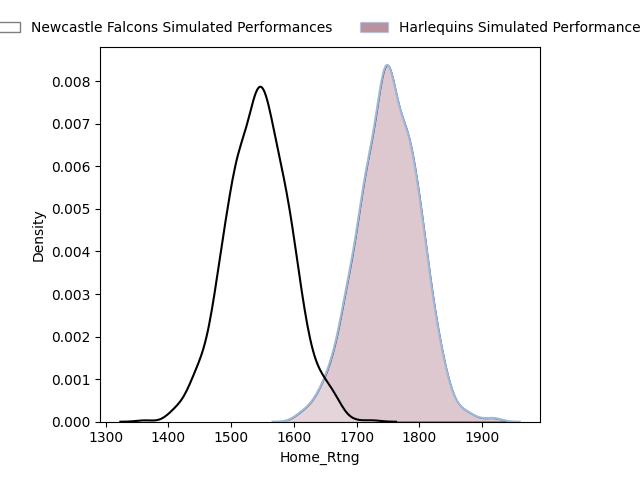 Newcastle Falcons Simulated Performances Harlequins Simulated Performance
0.008
0.007
0.006
0.005
0.004
0.003
0.002
0.001
0.000
Density
1300 1400 1500 1600 1700 1800 1900
Home_Rtng